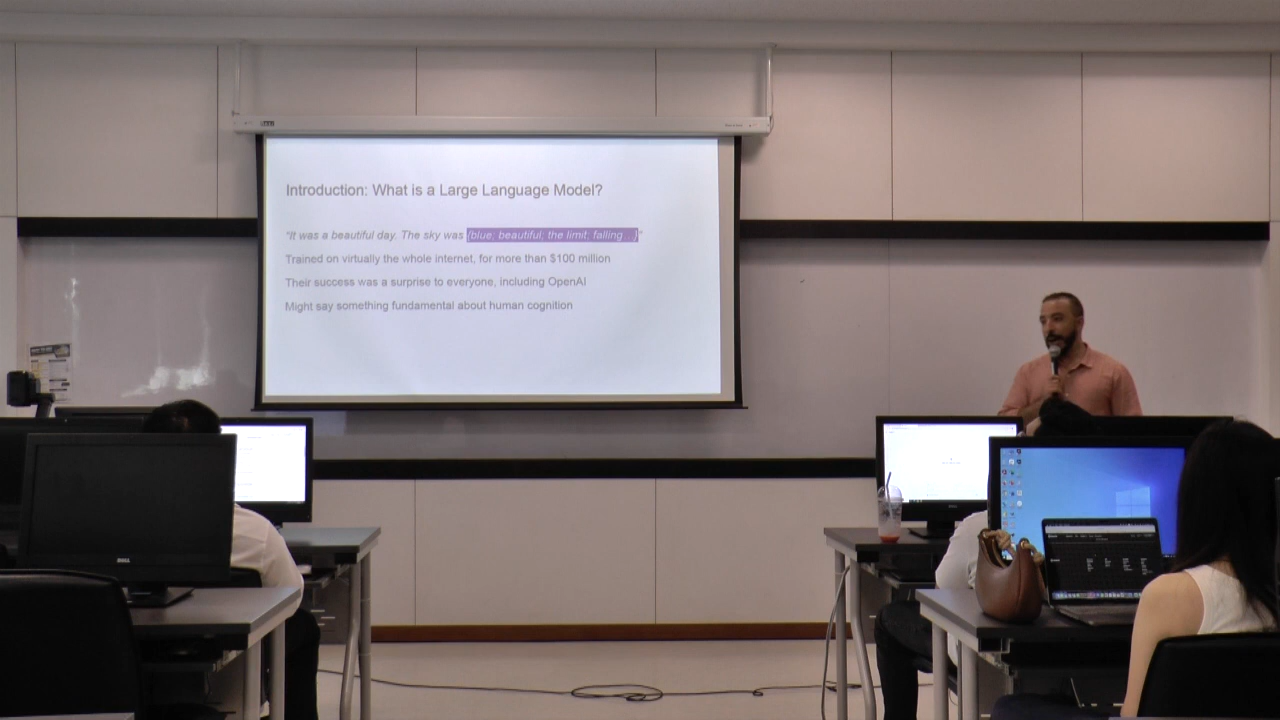 Introduction: What is a Large Language Model?
"It was a beautiful day. The sky was (blue; beautiful; the limit; falling...)"
Trained on virtually the whole internet, for more than $100 million
Their success was a surprise to everyone, including OpenAI
Might say something fundamental about human cognition
DELL